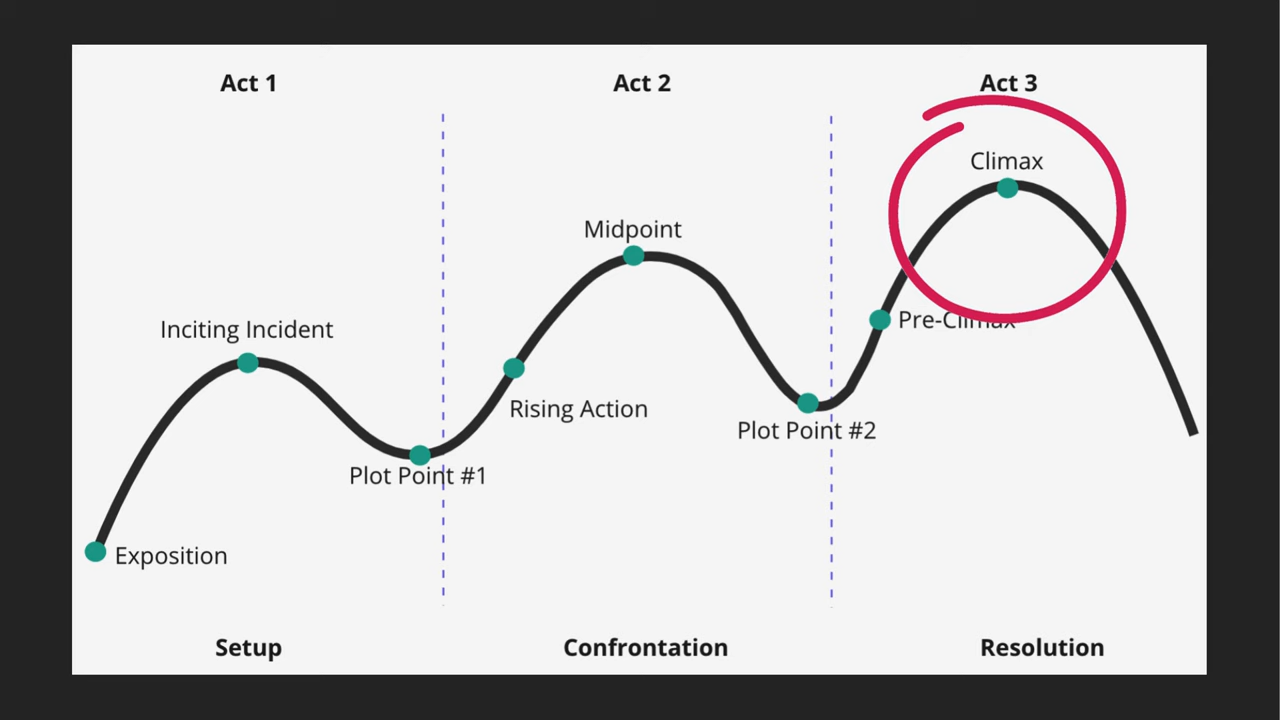 Act 1
Act 2
Act 3
Climax
Midpoint
Inciting Incident
Pre-Climax
Rising Action
Plot Point #2
Plot Point #1
Exposition
Setup
Confrontation
Resolution